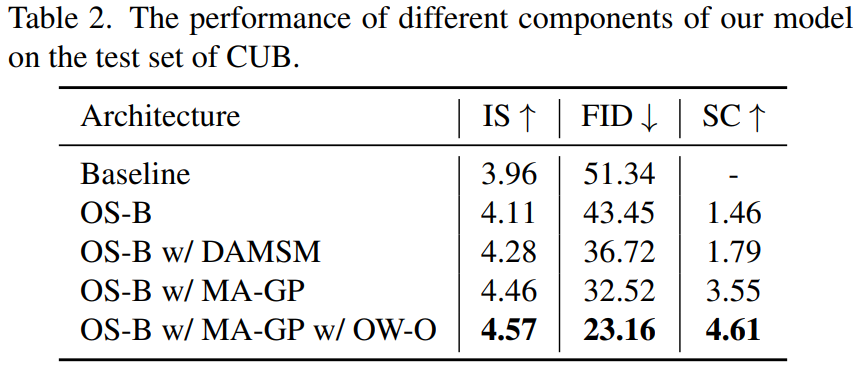 Table 2. The performance of different components of our model
on the test set of CUB.
Architecture IS ↑ FID ↓ SC ↑
Baseline 3.96 51.34 -
OS-B 4.11 43.45 1.46
OS-B w/ DAMSM 4.28 36.72 1.79
OS-B w/ MA-GP 4.46 32.52 3.55
OS-B w/ MA-GP w/ OW-O 4.57 23.16 4.61